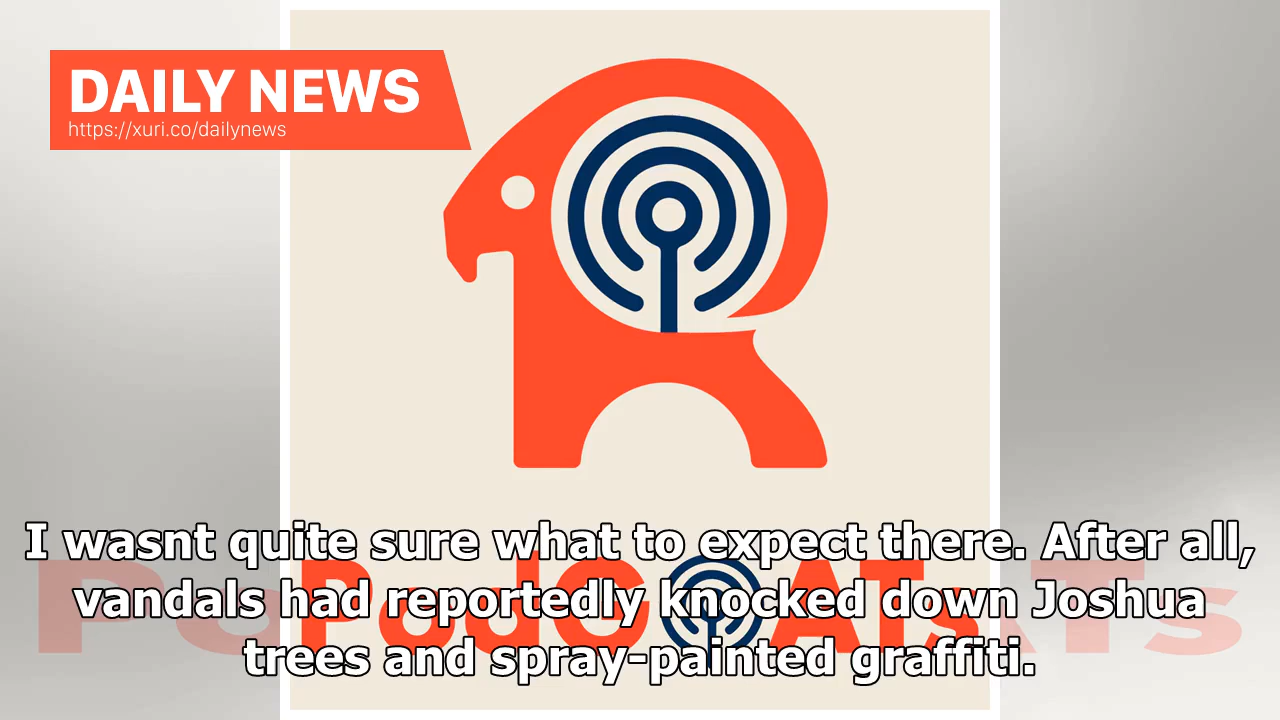 DAILY NEWS
https://xuri.co/dailynews
I wasnt quite sure what to expect there. After all,
vandals had reportedly knocked down Joshua
trees and spray-painted graffiti.
PodGOATs